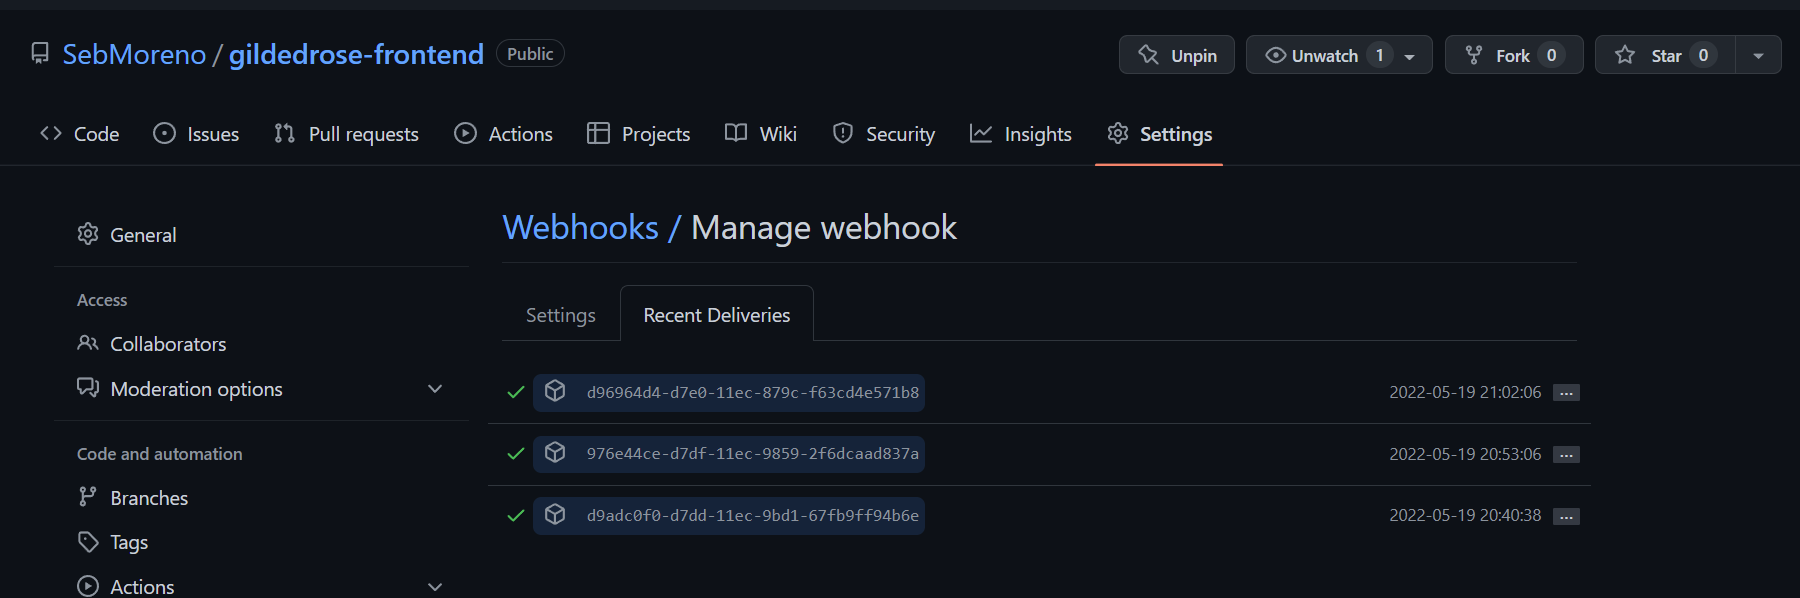 SebMoreno / gildedrose-frontend Public
Unpin Unwatch 1 Fork 0 Star 0
Code Issues Pull requests Actions Projects Wiki Security Insights Settings
General
Access
Collaborators
Moderation options
Code and automation
Branches
Tags
Actions
Webhooks / Manage webhook
Settings Recent Deliveries
d96964d4-d7e0-11ec-879c-f63cd4e571b8 2022-05-19 21:02:06 ...
976e44ce-d7df-11ec-9859-2f6dcaad837a 2022-05-19 20:53:06 ...
d9adc0f0-d7dd-11ec-9bd1-67fb9ff94b6e 2022-05-19 20:40:38 ...